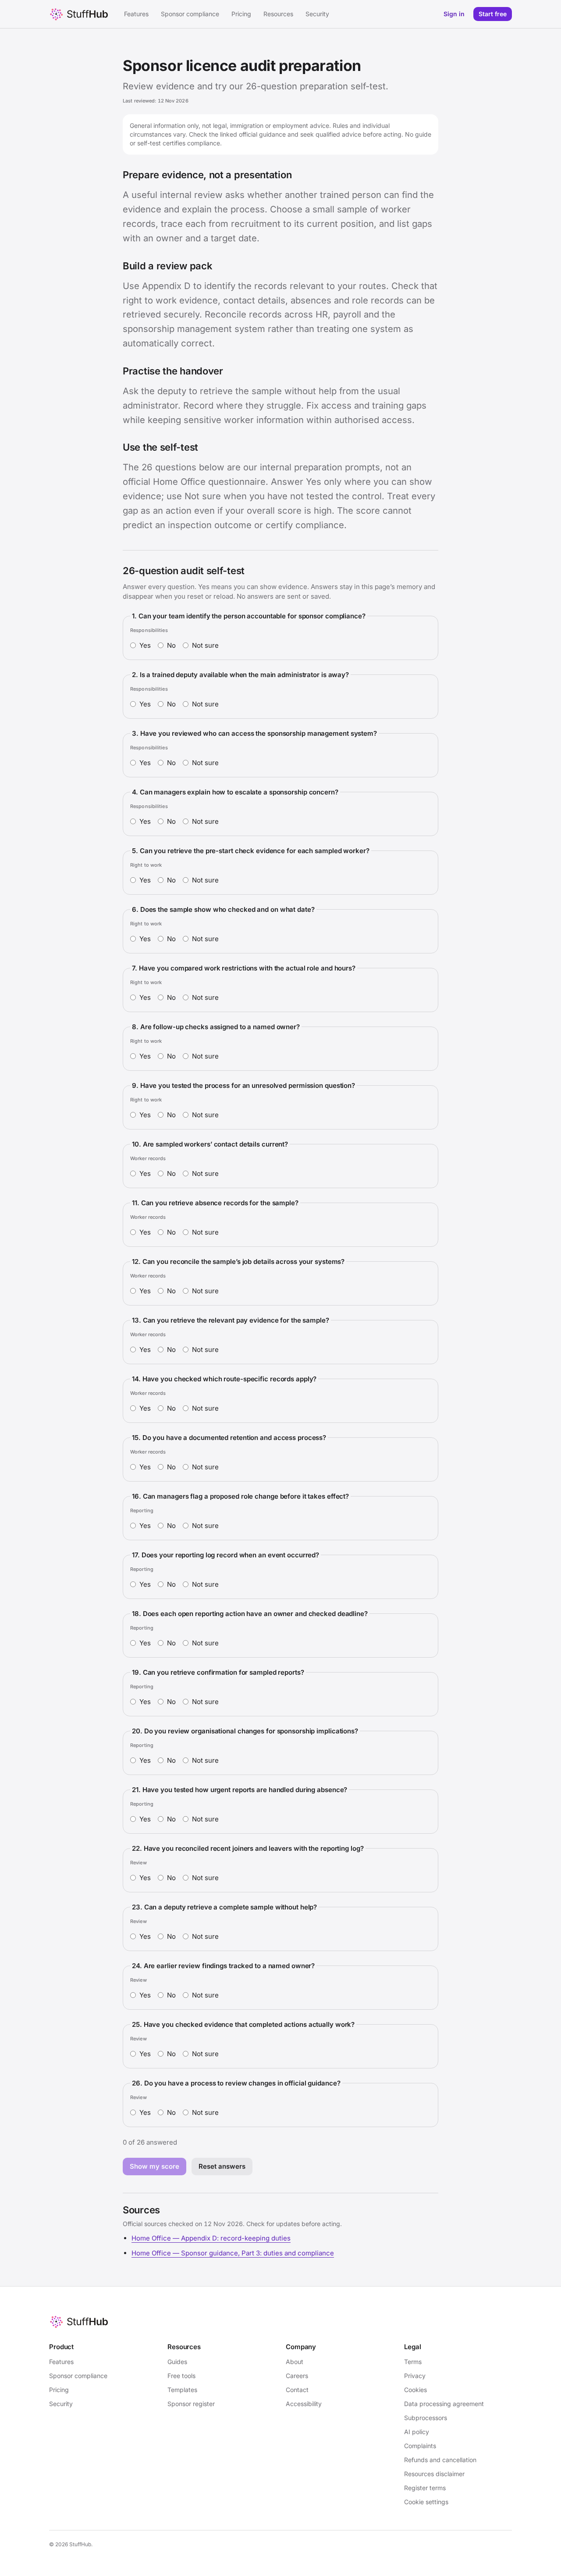 StuffHub
Features
Sponsor compliance
Pricing
Resources
Security
Sign in
Start free
Sponsor licence audit preparation
Review evidence and try our 26-question preparation self-test.
Last reviewed: 12 Nov 2026
General information only, not legal, immigration or employment advice. Rules and individual
circumstances vary. Check the linked official guidance and seek qualified advice before acting. No guide
or self-test certifies compliance.
Prepare evidence, not a presentation
A useful internal review asks whether another trained person can find the
evidence and explain the process. Choose a small sample of worker
records, trace each from recruitment to its current position, and list gaps
with an owner and a target date.
Build a review pack
Use Appendix D to identify the records relevant to your routes. Check that
right to work evidence, contact details, absences and role records can be
retrieved securely. Reconcile records across HR, payroll and the
sponsorship management system rather than treating one system as
automatically correct.
Practise the handover
Ask the deputy to retrieve the sample without help from the usual
administrator. Record where they struggle. Fix access and training gaps
while keeping sensitive worker information within authorised access.
Use the self-test
The 26 questions below are our internal preparation prompts, not an
official Home Office questionnaire. Answer Yes only where you can show
evidence; use Not sure when you have not tested the control. Treat every
gap as an action even if your overall score is high. The score cannot
predict an inspection outcome or certify compliance.
26-question audit self-test
Answer every question. Yes means you can show evidence. Answers stay in this page's memory and
disappear when you reset or reload. No answers are sent or saved.
1. Can your team identify the person accountable for sponsor compliance?
Responsibilities
Yes No Not sure
2. Is a trained deputy available when the main administrator is away?
Responsibilities
Yes No Not sure
3. Have you reviewed who can access the sponsorship management system?
Responsibilities
Yes No Not sure
4. Can managers explain how to escalate a sponsorship concern?
Responsibilities
Yes No Not sure
5. Can you retrieve the pre-start check evidence for each sampled worker?
Right to work
Yes No Not sure
6. Does the sample show who checked and on what date?
Right to work
Yes No Not sure
7. Have you compared work restrictions with the actual role and hours?
Right to work
Yes No Not sure
8. Are follow-up checks assigned to a named owner?
Right to work
Yes No Not sure
9. Have you tested the process for an unresolved permission question?
Right to work
Yes No Not sure
10. Are sampled workers' contact details current?
Worker records
Yes No Not sure
11. Can you retrieve absence records for the sample?
Worker records
Yes No Not sure
12. Can you reconcile the sample's job details across your systems?
Worker records
Yes No Not sure
13. Can you retrieve the relevant pay evidence for the sample?
Worker records
Yes No Not sure
14. Have you checked which route-specific records apply?
Worker records
Yes No Not sure
15. Do you have a documented retention and access process?
Worker records
Yes No Not sure
16. Can managers flag a proposed role change before it takes effect?
Reporting
Yes No Not sure
17. Does your reporting log record when an event occurred?
Reporting
Yes No Not sure
18. Does each open reporting action have an owner and checked deadline?
Reporting
Yes No Not sure
19. Can you retrieve confirmation for sampled reports?
Reporting
Yes No Not sure
20. Do you review organisational changes for sponsorship implications?
Reporting
Yes No Not sure
21. Have you tested how urgent reports are handled during absence?
Reporting
Yes No Not sure
22. Have you reconciled recent joiners and leavers with the reporting log?
Review
Yes No Not sure
23. Can a deputy retrieve a complete sample without help?
Review
Yes No Not sure
24. Are earlier review findings tracked to a named owner?
Review
Yes No Not sure
25. Have you checked evidence that completed actions actually work?
Review
Yes No Not sure
26. Do you have a process to review changes in official guidance?
Review
Yes No Not sure
0 of 26 answered
Show my score
Reset answers
Sources
Official sources checked on 12 Nov 2026. Check for updates before acting.
Home Office — Appendix D: record-keeping duties
Home Office — Sponsor guidance, Part 3: duties and compliance
StuffHub
Product
Features
Sponsor compliance
Pricing
Security
Resources
Guides
Free tools
Templates
Sponsor register
Company
About
Careers
Contact
Accessibility
Legal
Terms
Privacy
Cookies
Data processing agreement
Subprocessors
AI policy
Complaints
Refunds and cancellation
Resources disclaimer
Register terms
Cookie settings
© 2026 StuffHub.